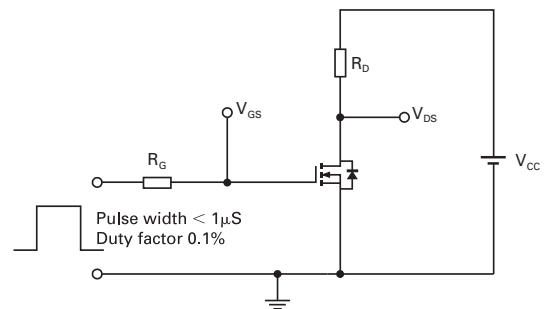 R_D
V_GS
V_DS
R_G
V_CC
Pulse width < 1μS
Duty factor 0.1%